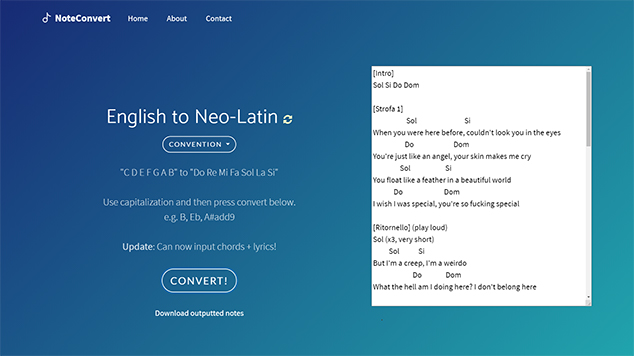 NoteConvert Home About Contact
English to Neo-Latin
CONVENTION
"C D E F G A B" to "Do Re Mi Fa Sol La Si"
Use capitalization and then press convert below.
e.g. B, Eb, A#add9
Update: Can now input chords + lyrics!
CONVERT!
Download outputted notes
[Intro]
Sol Si Do Dom
[Strofa 1]
Sol Si
When you were here before, couldn't look you in the eyes
Do Dom
You're just like an angel, your skin makes me cry
Sol Si
You float like a feather in a beautiful world
Do Dom
I wish I was special, you're so fucking special
[Ritornello] (play loud)
Sol (x3, very short)
Sol Si
But I'm a creep, I'm a weirdo
Do Dom
What the hell am I doing here? I don't belong here